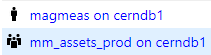 magmeas on cerndb1
mm_assets_prod on cerndb1